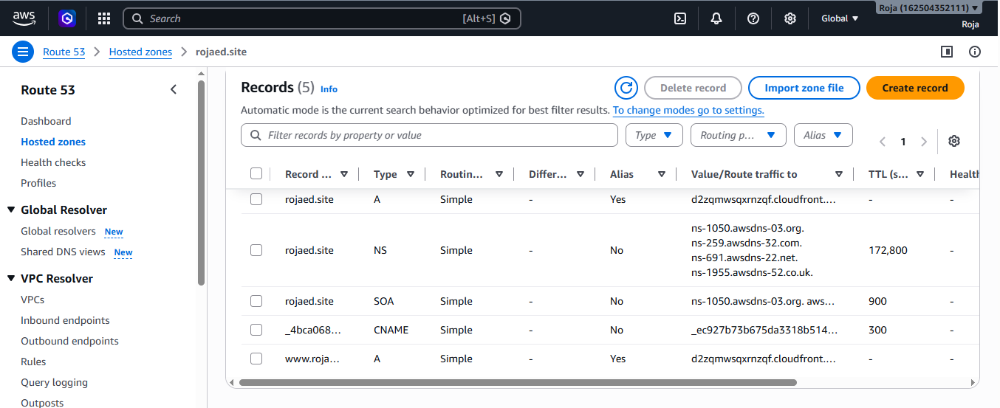 aws
Search [Alt+S] Global Roja (162504352111)
Roja
Route 53 Hosted zones rojaed.site
Route 53
Dashboard
Hosted zones
Health checks
Profiles
Global Resolver
Global resolvers New
Shared DNS views New
VPC Resolver
VPCs
Inbound endpoints
Outbound endpoints
Rules
Query logging
Outposts
Records (5) Info Delete record Import zone file Create record
Automatic mode is the current search behavior optimized for best filter results. To change modes go to settings.
Filter records by property or value Type Routing p... Alias 1
Record ... Type Routin... Differ... Alias Value/Route traffic to TTL (s... Health
rojaed.site A Simple - Yes d2zqmwsqxrnzqf.cloudfront.... - -
rojaed.site NS Simple - No ns-1050.awsdns-03.org. 172,800 -
ns-259.awsdns-32.com.
ns-691.awsdns-22.net.
ns-1955.awsdns-52.co.uk.
rojaed.site SOA Simple - No ns-1050.awsdns-03.org. aws... 900 -
_4bca068... CNAME Simple - No _ec927b73b675da3318b514... 300 -
www.roja... A Simple - Yes d2zqmwsqxrnzqf.cloudfront.... - -